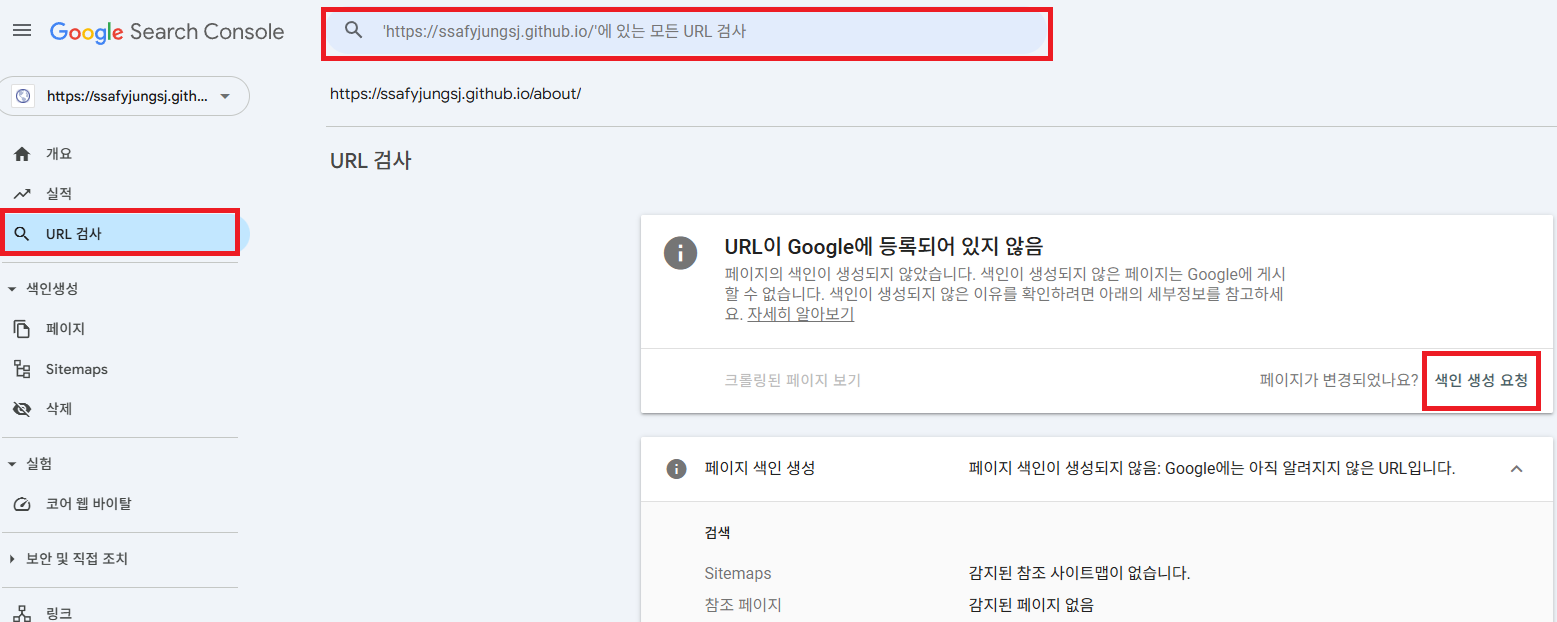 Google Search Console
'https://ssafyjungsj.github.io/'에 있는 모든 URL 검사
https://ssafyjungsj.gith...
https://ssafyjungsj.github.io/about/
개요
실적
URL 검사
색인생성
페이지
Sitemaps
삭제
실험
코어 웹 바이탈
보안 및 직접 조치
링크
URL 검사
URL이 Google에 등록되어 있지 않음
페이지의 색인이 생성되지 않았습니다. 색인이 생성되지 않은 페이지는 Google에 게시
할 수 없습니다. 색인이 생성되지 않은 이유를 확인하려면 아래의 세부정보를 참고하세
요. 자세히 알아보기
크롤링된 페이지 보기
페이지가 변경되었나요? 색인 생성 요청
페이지 색인 생성
페이지 색인이 생성되지 않음: Google에는 아직 알려지지 않은 URL입니다.
검색
Sitemaps
감지된 참조 사이트맵이 없습니다.
참조 페이지
감지된 페이지 없음